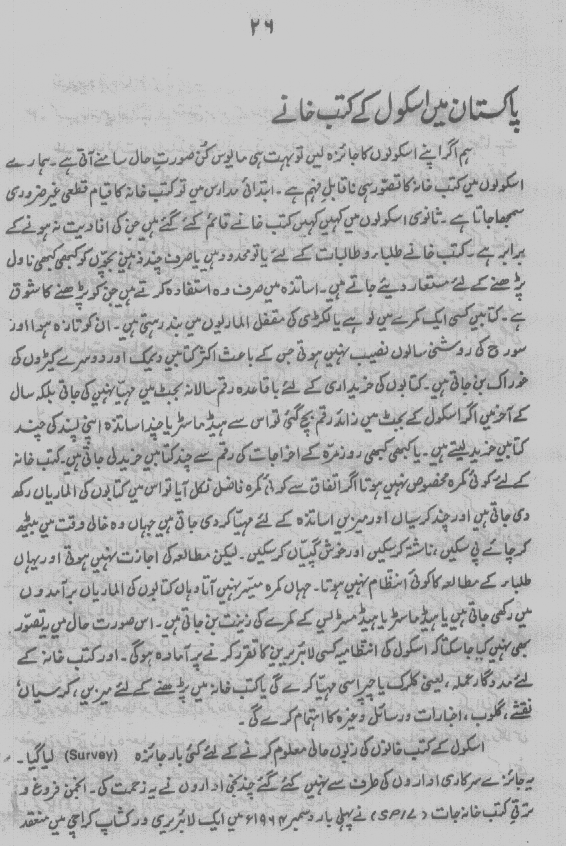 ۲۶
پاکستان میں اسکول کے کتب خانے
ہم اگر اپنے اسکولوں کا جائزہ لیں تو بہت ہی مایوس کن صورت حال سامنے آتی ہے۔ ہمارے
اسکولوں میں کتب خانہ کا تصور ہی ناقابل فہم ہے۔ ابتدائی مدارس میں تو کتب خانہ کا قیام قطعی غیر ضروری
سمجھا جاتا ہے۔ ثانوی اسکولوں میں کہیں کہیں کتب خانے قائم کئے گئے ہیں جن کی افادیت نہ ہونے کے
برابر ہے۔ کتب خانے طلباء و طالبات کے لئے یا تو محدود ہیں یا صرف چند ذہین بچوں کو کبھی کبھی ناول
پڑھنے کے لئے مستعار دیئے جاتے ہیں۔ اساتذہ میں صرف وہ استفادہ کرتے ہیں جن کو پڑھنے کا شوق
ہے۔ کتابیں کسی ایک کمرے میں لوہے یا لکڑی کی مقفل الماریوں میں بند رہتی ہیں۔ ان کو تازہ ہوا اور
سورج کی روشنی سالوں نصیب نہیں ہوتی جس کے باعث اکثر کتابیں دیمک اور دوسرے کیڑوں کی
خوراک بن جاتی ہیں۔ کتابوں کی خریداری کے لئے باقاعدہ رقم سالانہ بجٹ میں مہیا نہیں کی جاتی بلکہ سال
کے آخر میں اگر اسکول کے بجٹ میں زائد رقم بچ گئی تو اس سے ہیڈ ماسٹر یا چند اساتذہ اپنی پسند کی چند
کتابیں خرید لیتے ہیں۔ یا کبھی کبھی روزمرہ کے اخراجات کی رقم سے چند کتابیں خرید لی جاتی ہیں۔ کتب خانہ
کے لئے کوئی کمرہ مخصوص نہیں ہوتا اگر اتفاق سے کوئی کمرہ فاضل نکل آیا تو اس میں کتابوں کی الماریاں رکھ
دی جاتی ہیں اور چند کرسیاں اور میزیں اساتذہ کے لئے مہیا کر دی جاتی ہیں جہاں وہ خالی وقت میں بیٹھ
کر چائے پی سکیں، ناشتہ کر سکیں اور خوش گپیاں کر سکیں۔ لیکن مطالعہ کی اجازت نہیں ہوتی اور یہاں
طلباء کے مطالعہ کا کوئی انتظام نہیں ہوتا۔ جہاں کمرہ میسر نہیں آتا وہاں کتابوں کی الماریاں برآمدوں
میں رکھی جاتی ہیں یا ہیڈ ماسٹر یا ہیڈ مسٹریس کے کمرے کی زینت بن جاتی ہیں۔ اس صورت حال میں یہ تصور
بھی نہیں کیا جا سکتا کہ اسکول کی انتظامیہ کسی لائبریرین کا تقرر کرنے پر آمادہ ہوگی۔ اور کتب خانہ کے
لئے مددگار عملہ، یعنی کلرک یا چپراسی مہیا کرے گی یا کتب خانہ میں پڑھنے کے لئے میزیں، کرسیاں،
نقشے، گلوب، اخبارات و رسائل وغیرہ کا اہتمام کرے گی۔
اسکول کے کتب خانوں کی زبوں حالی معلوم کرنے کے لئے کئی بار جائزہ (Survey) لیا گیا۔
یہ جائزے سرکاری اداروں کی طرف سے نہیں کئے گئے چند نجی اداروں نے یہ زحمت کی۔ انجمن فروغ و
ترقی کتب خانہ جات (SPIL) نے پہلی بار دسمبر ۱۹۶۴ء میں ایک لائبریری ورکشاپ کراچی میں منعقد